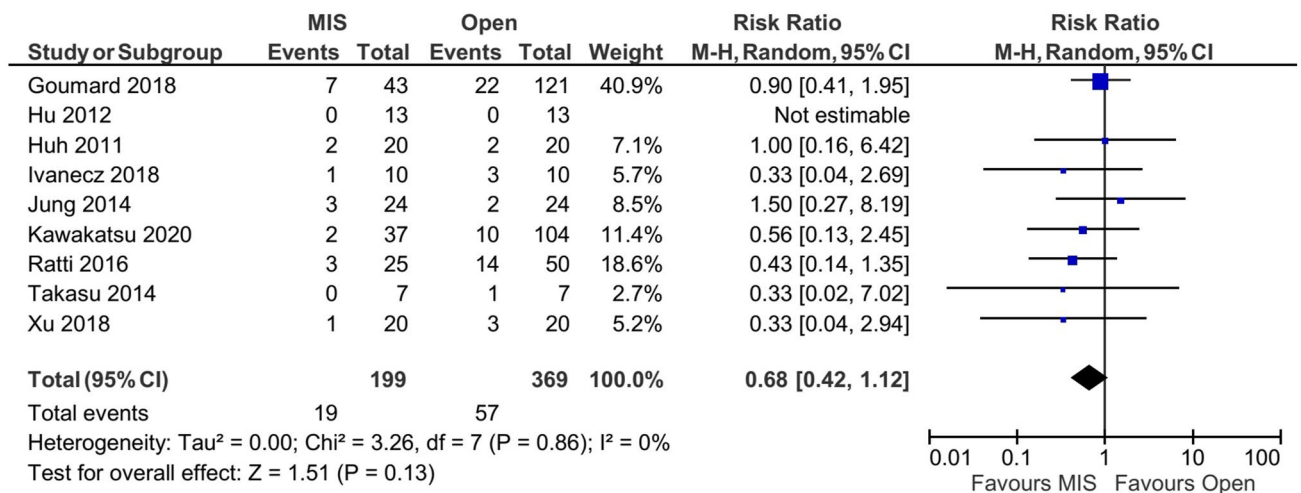 MIS Open Risk Ratio Risk Ratio
Study or Subgroup Events Total Events Total Weight M-H, Random, 95% CI M-H, Random, 95% CI
Goumard 2018 7 43 22 121 40.9% 0.90 [0.41, 1.95]
Hu 2012 0 13 0 13 Not estimable
Huh 2011 2 20 2 20 7.1% 1.00 [0.16, 6.42]
Ivanecz 2018 1 10 3 10 5.7% 0.33 [0.04, 2.69]
Jung 2014 3 24 2 24 8.5% 1.50 [0.27, 8.19]
Kawakatsu 2020 2 37 10 104 11.4% 0.56 [0.13, 2.45]
Ratti 2016 3 25 14 50 18.6% 0.43 [0.14, 1.35]
Takasu 2014 0 7 1 7 2.7% 0.33 [0.02, 7.02]
Xu 2018 1 20 3 20 5.2% 0.33 [0.04, 2.94]
Total (95% CI) 199 369 100.0% 0.68 [0.42, 1.12]
Total events 19 57
Heterogeneity: Tau² = 0.00; Chi² = 3.26, df = 7 (P = 0.86); I² = 0%
Test for overall effect: Z = 1.51 (P = 0.13)
0.01 0.1 1 10 100
Favours MIS Favours Open